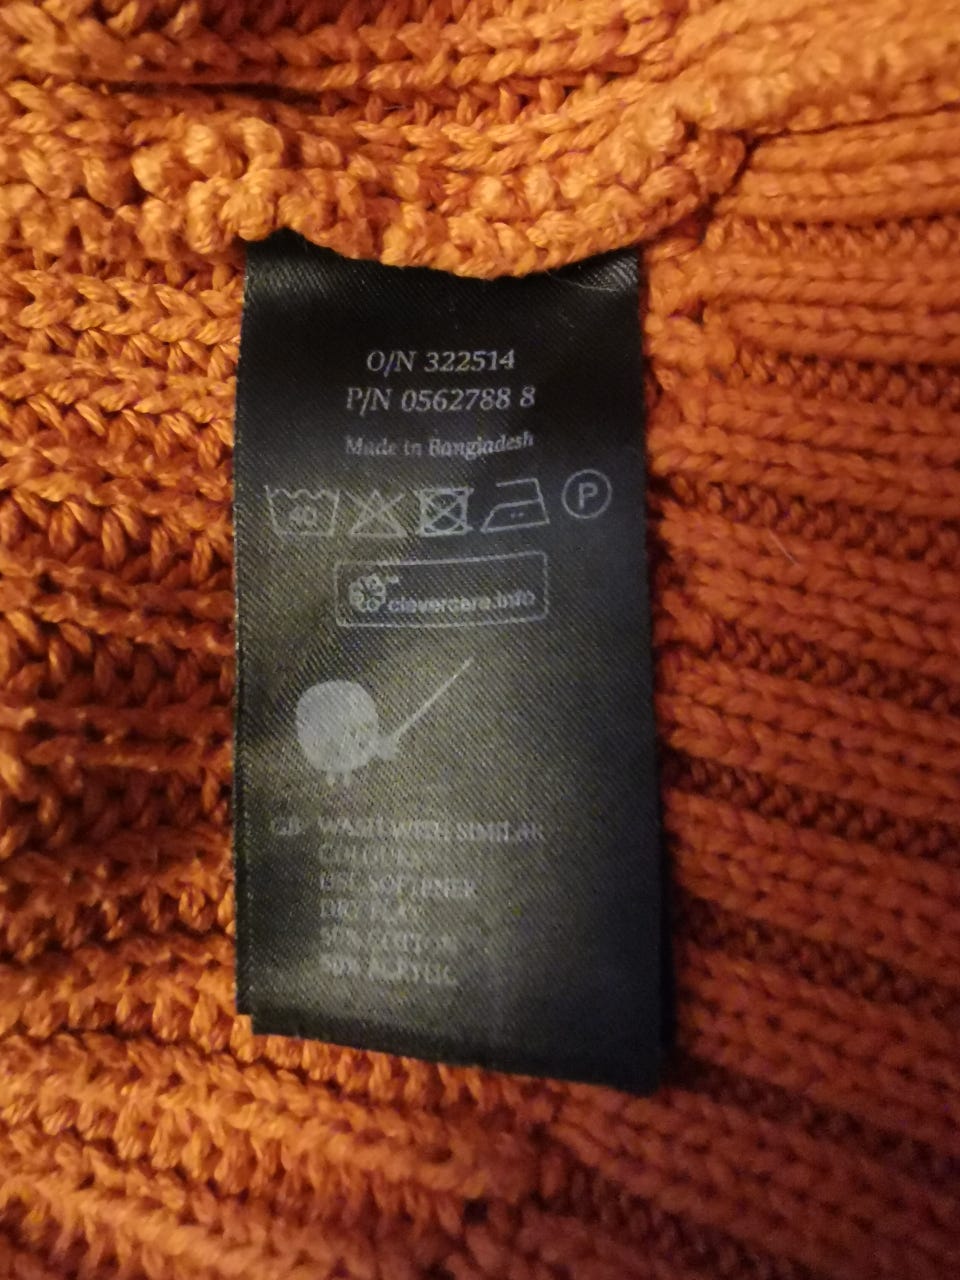 O/N 322514
P/N 0562788 8
Made in Bangladesh
40
P
clevercare.info
GB WASH WITH SIMILAR
COLOURS
USE SOFTENER
DRY FLAT
50% COTTON
50% ACRYLIC